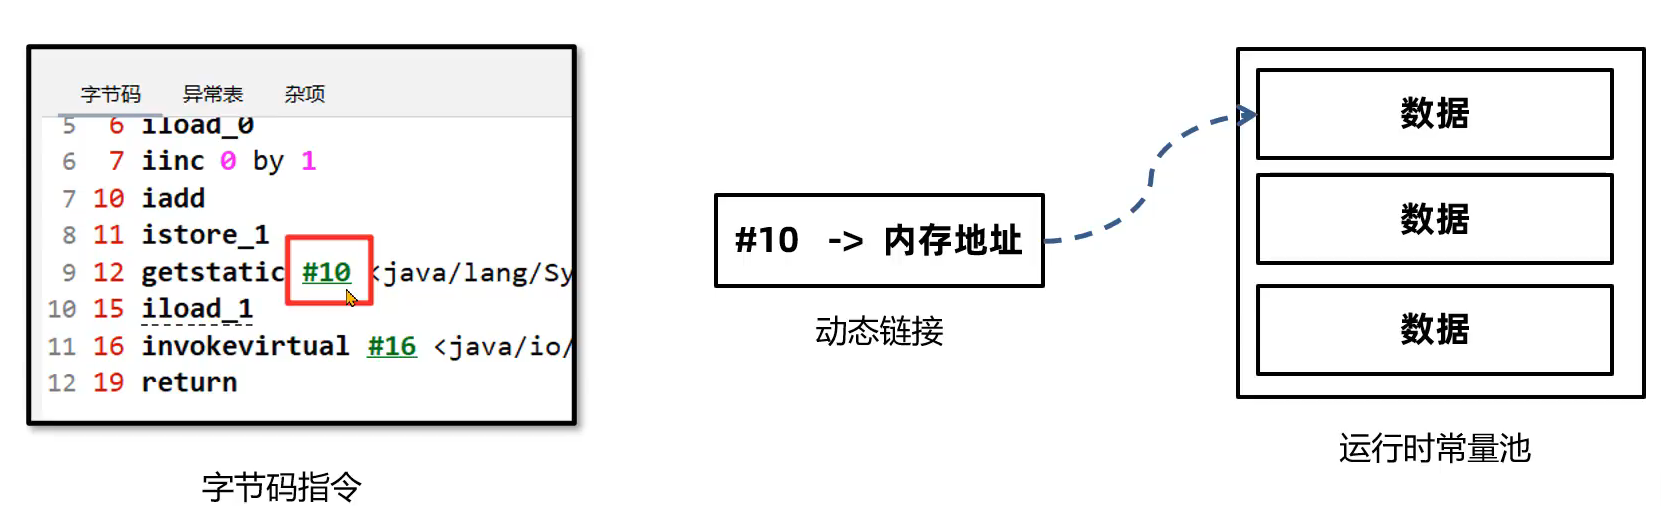 字节码 异常表 杂项
5 6 iload_0
6 7 iinc 0 by 1
7 10 iadd
8 11 istore_1
9 12 getstatic #10 <java/lang/Sy
10 15 iload_1
11 16 invokevirtual #16 <java/io/
12 19 return
字节码指令
#10 -> 内存地址
动态链接
数据
数据
数据
运行时常量池